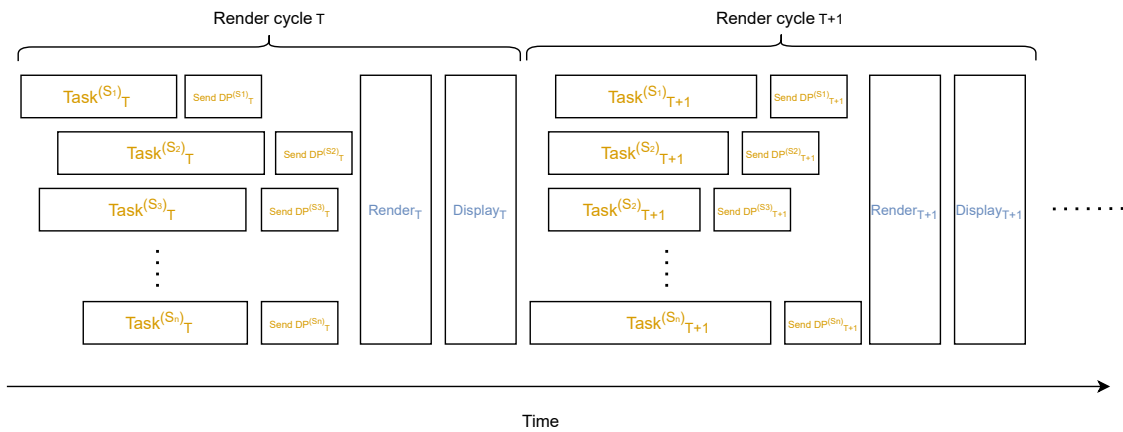 Render cycle T
Render cycle T+1
Task(S1)T
Send DP(S1)T
Task(S1)T+1
Send DP(S1)T+1
Task(S2)T
Send DP(S2)T
Task(S2)T+1
Send DP(S2)T+1
Task(S3)T
Send DP(S3)T
RenderT
DisplayT
Task(S2)T+1
Send DP(S3)T+1
RenderT+1
DisplayT+1
Task(Sn)T
Send DP(Sn)T
Task(Sn)T+1
Send DP(Sn)T+1
Time